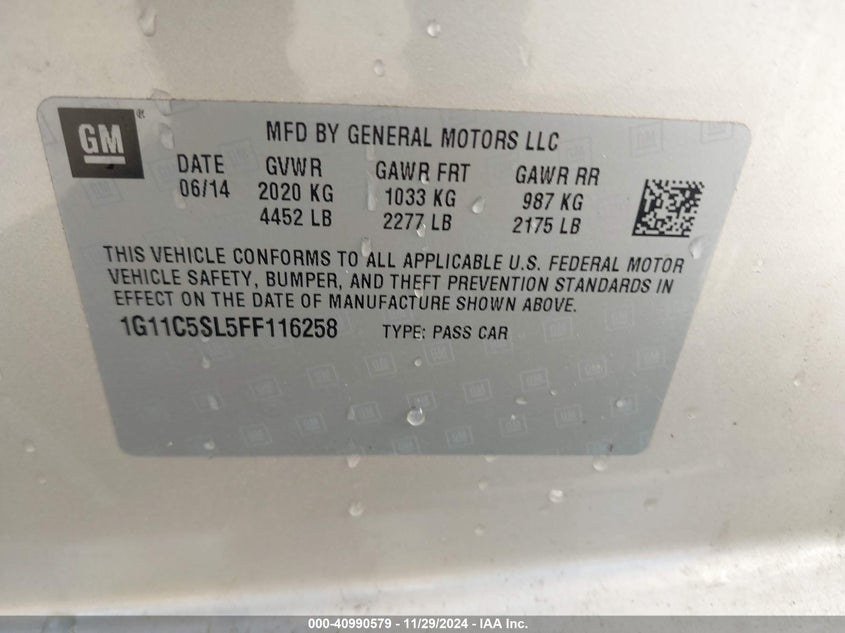 GM ®
MFD BY GENERAL MOTORS LLC
DATE GVWR GAWR FRT GAWR RR
06/14 2020 KG 1033 KG 987 KG
4452 LB 2277 LB 2175 LB
THIS VEHICLE CONFORMS TO ALL APPLICABLE U.S. FEDERAL MOTOR
VEHICLE SAFETY, BUMPER, AND THEFT PREVENTION STANDARDS IN
EFFECT ON THE DATE OF MANUFACTURE SHOWN ABOVE.
1G11C5SL5FF116258 TYPE: PASS CAR
000-40990579 - 11/29/2024 - IAA Inc.